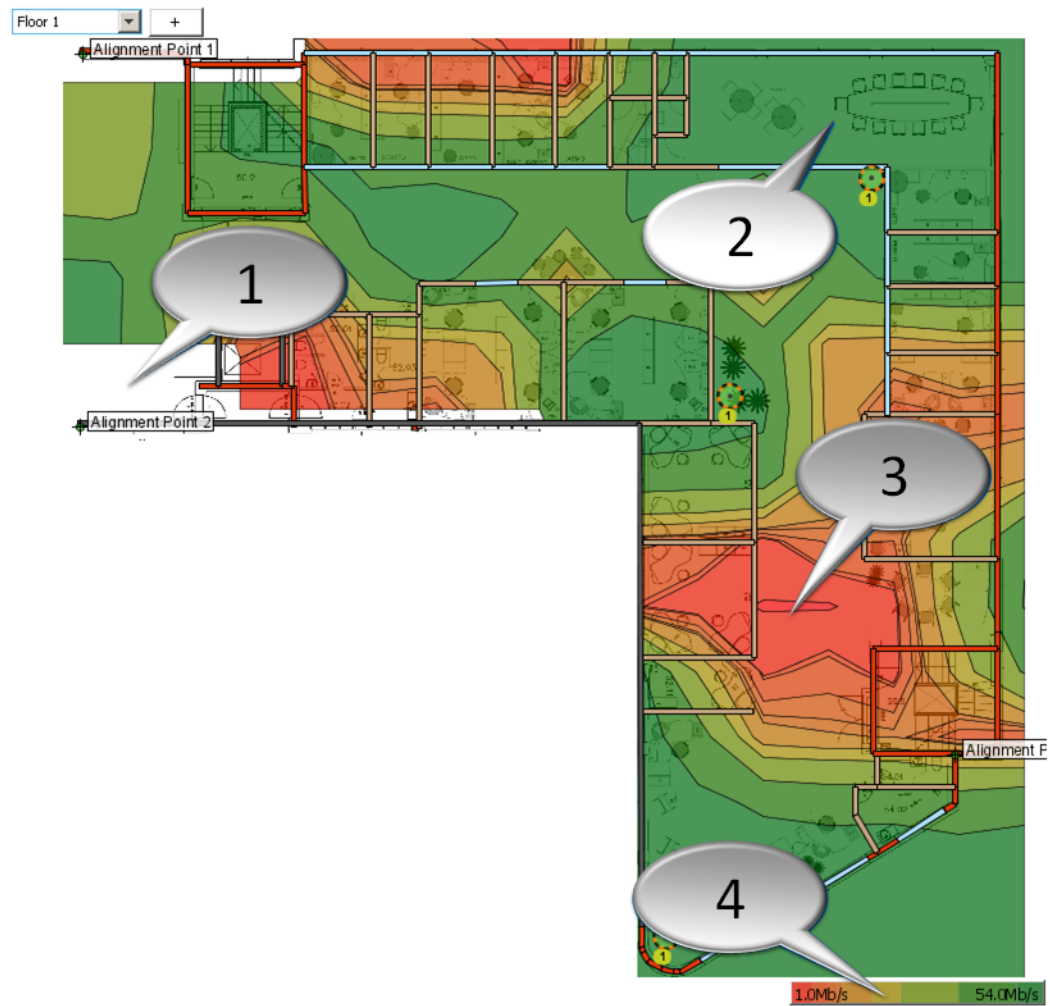 Floor 1
+
Alignment Point 1
2
1
1
1
Alignment Point 2
3
Alignment P
4
1
1.0Mb/s 54.0Mb/s